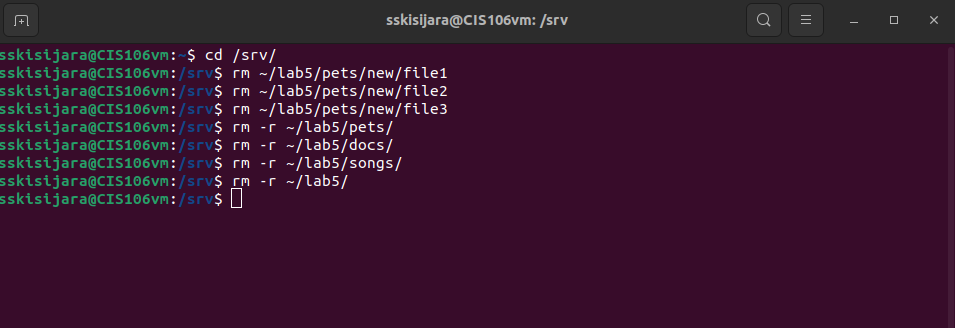 sskisijara@CIS106vm: /srv
sskisijara@CIS106vm:~$ cd /srv/
sskisijara@CIS106vm:/srv$ rm ~/lab5/pets/new/file1
sskisijara@CIS106vm:/srv$ rm ~/lab5/pets/new/file2
sskisijara@CIS106vm:/srv$ rm ~/lab5/pets/new/file3
sskisijara@CIS106vm:/srv$ rm -r ~/lab5/pets/
sskisijara@CIS106vm:/srv$ rm -r ~/lab5/docs/
sskisijara@CIS106vm:/srv$ rm -r ~/lab5/songs/
sskisijara@CIS106vm:/srv$ rm -r ~/lab5/
sskisijara@CIS106vm:/srv$